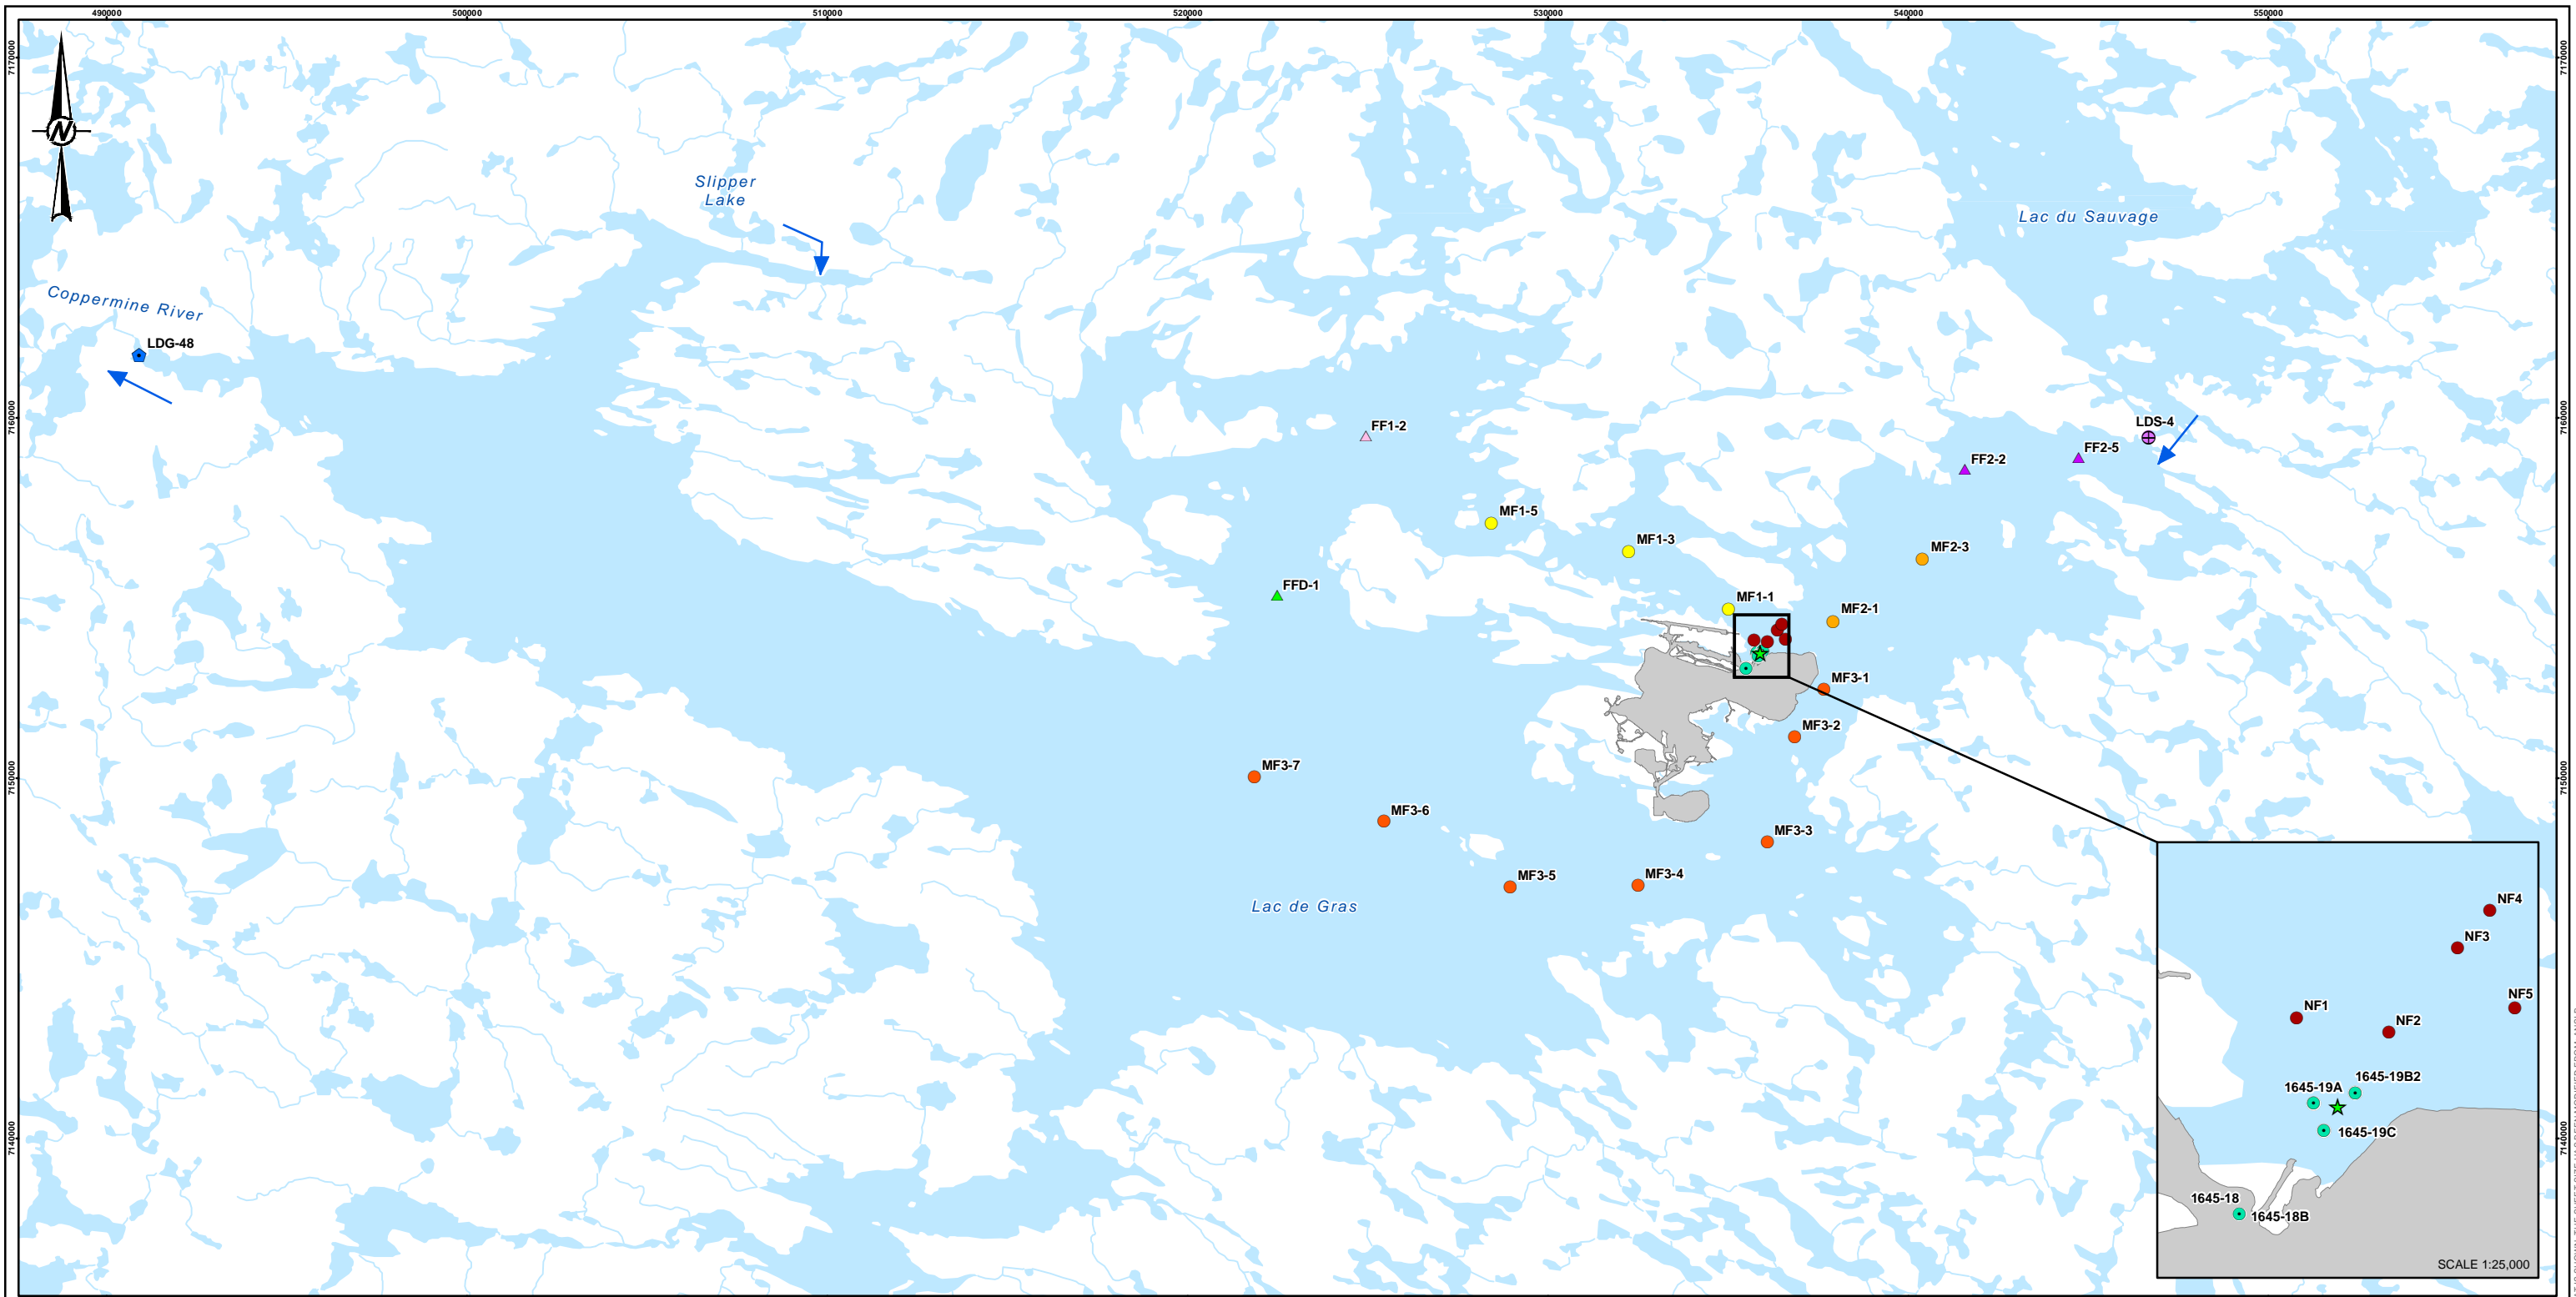 490000
500000
510000
520000
530000
540000
550000
7170000
7170000
N
Slipper
Lake
Lac du Sauvage
Coppermine River
LDG-48
7160000
7160000
FF1-2
LDS-4
FF2-5
FF2-2
MF1-5
MF1-3
MF2-3
FFD-1
MF1-1
MF2-1
MF3-1
MF3-2
7150000
7150000
MF3-7
MF3-6
MF3-3
MF3-5
MF3-4
Lac de Gras
NF4
NF3
NF5
NF1
NF2
1645-19B2
1645-19A
1645-19C
7140000
7140000
1645-18
1645-18B
SCALE 1:25,000